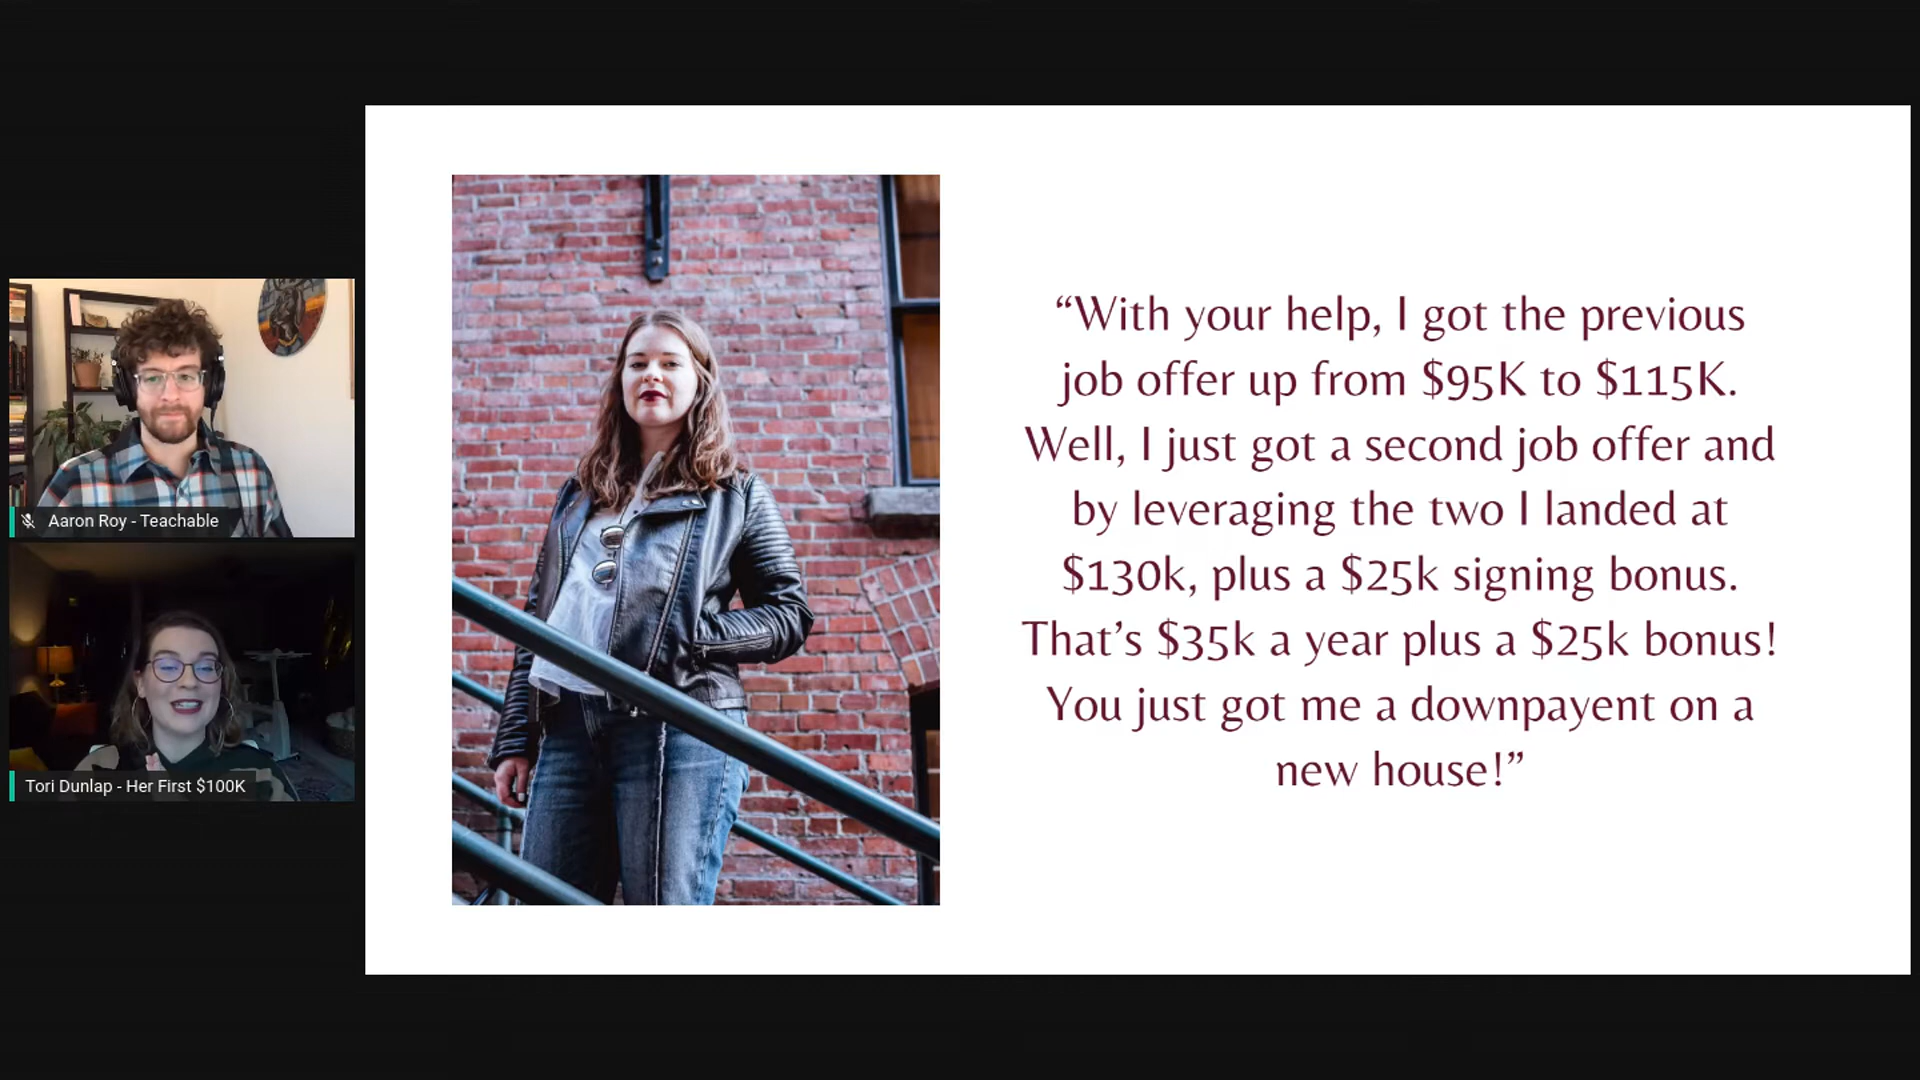 Aaron Roy - Teachable
Tori Dunlap - Her First $100K
“With your help, I got the previous
job offer up from $95K to $115K.
Well, I just got a second job offer and
by leveraging the two I landed at
$130k, plus a $25k signing bonus.
That’s $35k a year plus a $25k bonus!
You just got me a downpayent on a
new house!”